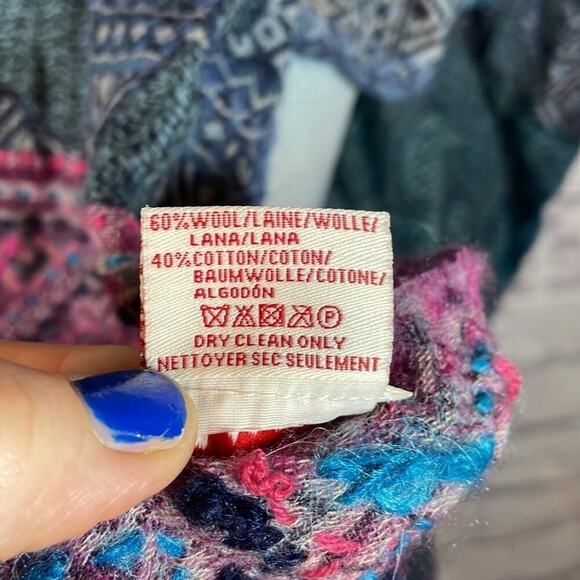 60%WOOL/LAINE/WOLLE/
LANA/LANA
40%COTTON/COTON/
BAUMWOLLE/COTONE/
ALGODÓN
P
DRY CLEAN ONLY
NETTOYER SEC SEULEMENT